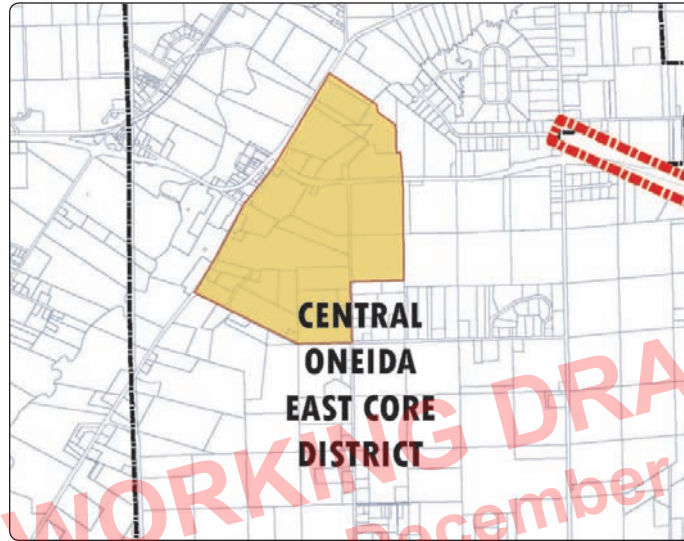 CENTRAL
ONEIDA
EAST CORE
DISTRICT
WORKING DRA
December